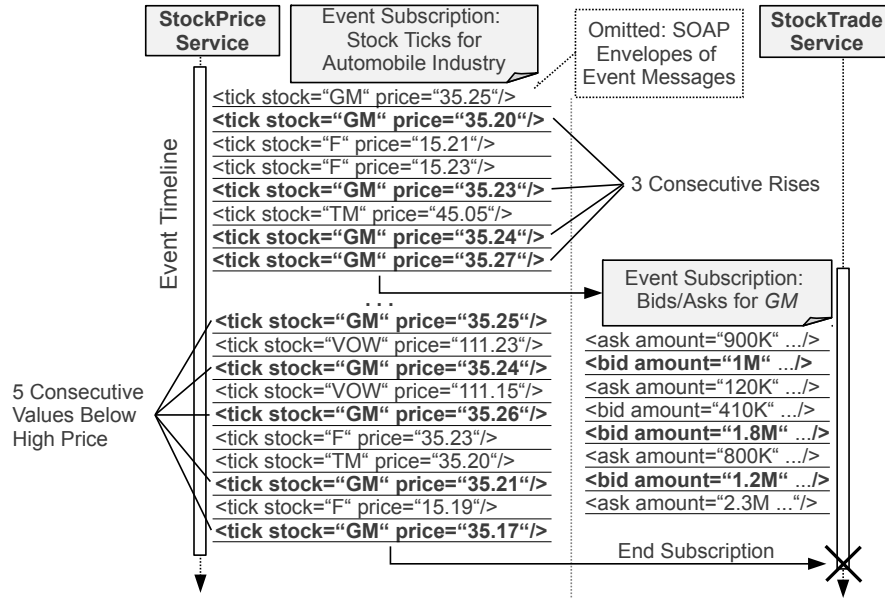 StockPrice
Service
Event Subscription:
Stock Ticks for
Automobile Industry
Omitted: SOAP
Envelopes of
Event Messages
StockTrade
Service
Event Timeline
<tick stock=“GM“ price=“35.25“/>
<tick stock=“GM“ price=“35.20“/>
<tick stock=“F“ price=“15.21“/>
<tick stock=“F“ price=“15.23“/>
<tick stock=“GM“ price=“35.23“/>
<tick stock=“TM“ price=“45.05“/>
<tick stock=“GM“ price=“35.24“/>
<tick stock=“GM“ price=“35.27“/>
3 Consecutive Rises
Event Subscription:
Bids/Asks for GM
. . .
<tick stock=“GM“ price=“35.25“/>
<tick stock=“VOW“ price=“111.23“/>
<tick stock=“GM“ price=“35.24“/>
<tick stock=“VOW“ price=“111.15“/>
<tick stock=“GM“ price=“35.26“/>
<tick stock=“F“ price=“35.23“/>
<tick stock=“TM“ price=“35.20“/>
<tick stock=“GM“ price=“35.21“/>
<tick stock=“F“ price=“15.19“/>
<tick stock=“GM“ price=“35.17“/>
5 Consecutive
Values Below
High Price
<ask amount=“900K“ .../>
<bid amount=“1M“ .../>
<ask amount=“120K“ .../>
<bid amount=“410K“ .../>
<bid amount=“1.8M“ .../>
<ask amount=“800K“ .../>
<bid amount=“1.2M“ .../>
<ask amount=“2.3M ...“/>
End Subscription